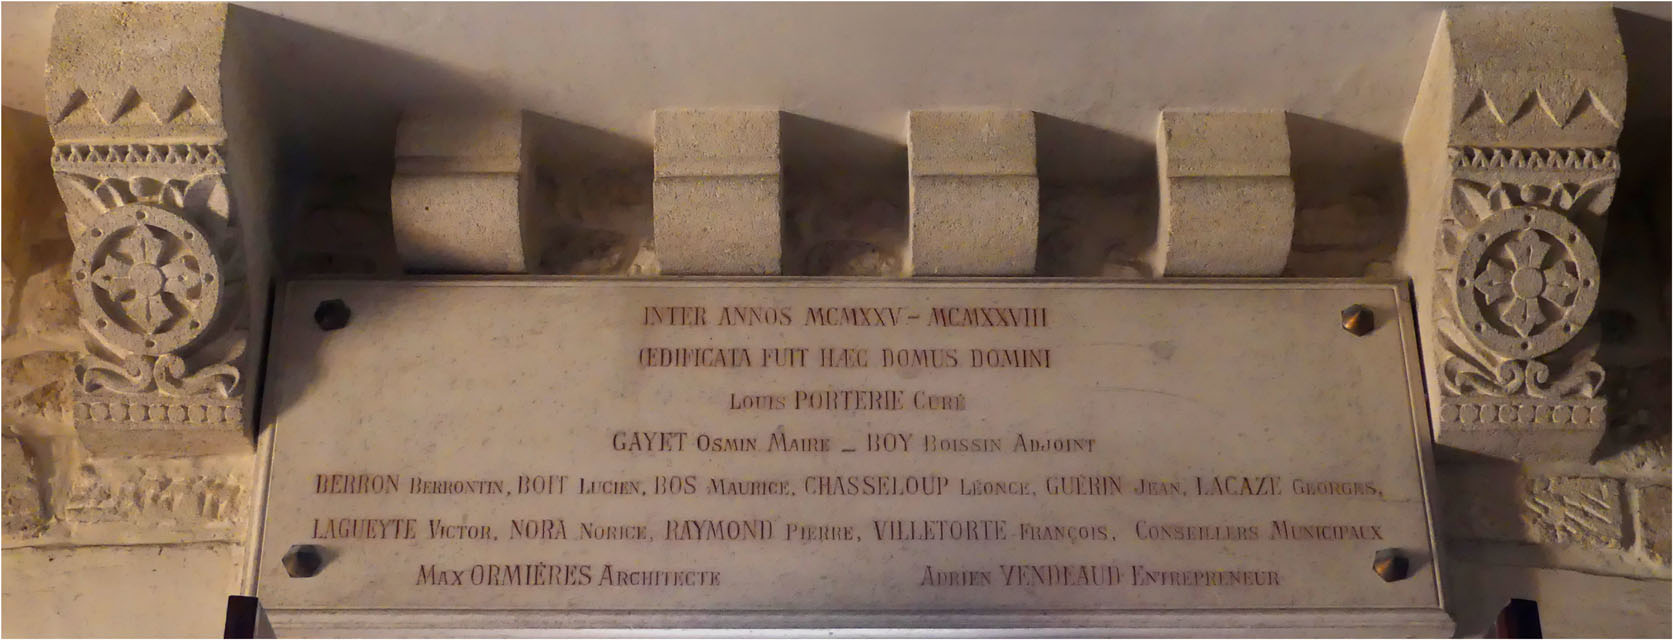 INTER ANNOS MCMXXV - MCMXXVIII
ŒDIFICATA FUIT HÆC DOMUS DOMINI
LOUIS PORTERIE CURÉ
GAYET OSMIN MAIRE _ BOY BOISSIN ADJOINT
BERRON BERRONTIN, BOIT LUCIEN, BOS MAURICE, CHASSELOUP LÉONCE, GUÉRIN JEAN, LACAZE GEORGES,
LAGUEYTE VICTOR, NORA NORICE, RAYMOND PIERRE, VILLETORTE FRANÇOIS, CONSEILLERS MUNICIPAUX
MAX ORMIÈRES ARCHITECTE ADRIEN VENDEAUD ENTREPRENEUR